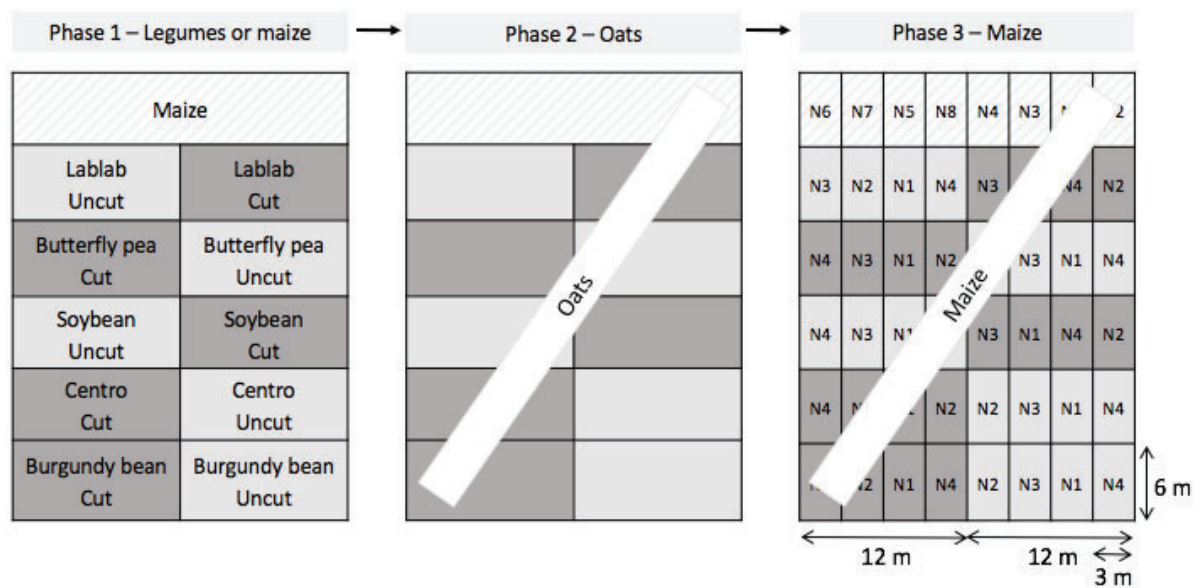 Phase 1 – Legumes or maize
Phase 2 – Oats
Phase 3 – Maize
Maize
Lablab
Uncut
Lablab
Cut
Butterfly pea
Cut
Butterfly pea
Uncut
Soybean
Uncut
Soybean
Cut
Centro
Cut
Centro
Uncut
Burgundy bean
Cut
Burgundy bean
Uncut
Oats
N6 N7 N5 N8 N4 N3
N3 N2 N1 N4 N3 N4 N2
N4 N3 N1 N2 N3 N1 N4
N4 N3 N1 N3 N1 N4 N2
N4 N2 N2 N3 N1 N4
N1 N4 N2 N3 N1 N4
Maize
6 m
12 m 12 m
3 m